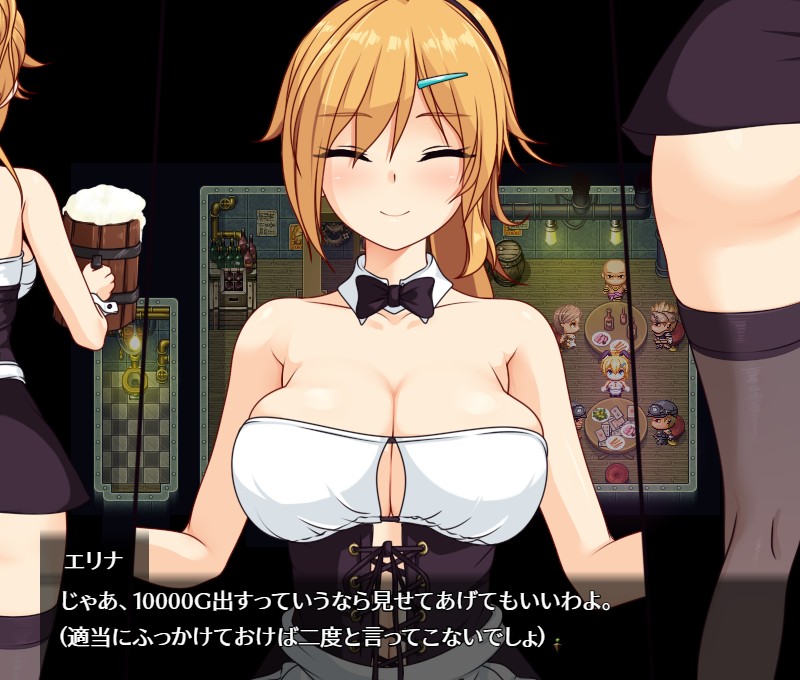 エリナ
じゃあ、10000G出すっていうなら見せてあげてもいいわよ。
(適当にふっかけておけば二度と言ってこないでしょ)